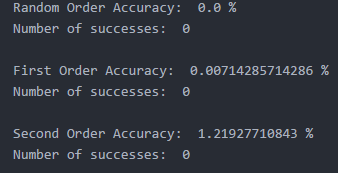 Random Order Accuracy:  0.0 %
Number of successes:  0
First Order Accuracy:  0.00714285714286 %
Number of successes:  0
Second Order Accuracy:  1.21927710843 %
Number of successes:  0